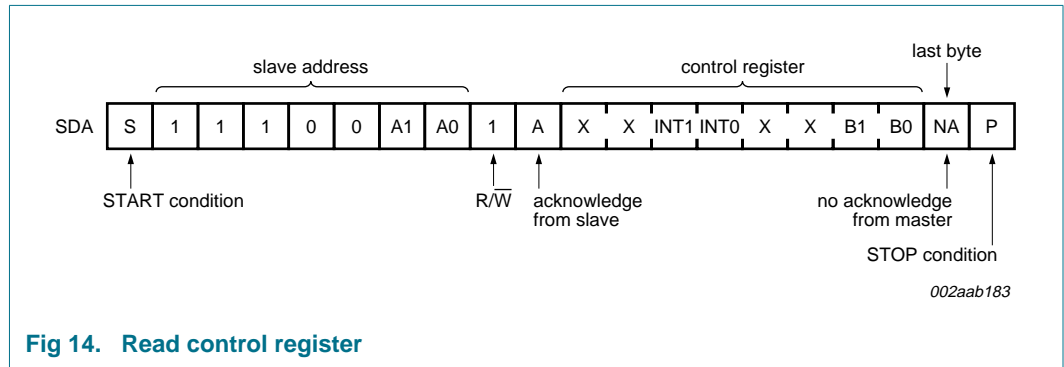 last byte
slave address control register
SDA S 1 1 1 0 0 A1 A0 1 A X X INT1 INT0 X X B1 B0 NA P
START condition R/W̅ acknowledge from slave no acknowledge from master
STOP condition
002aab183
Fig 14. Read control register